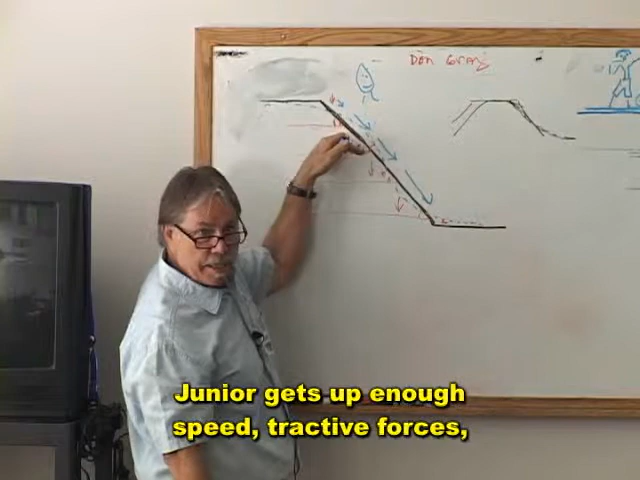 Don Gray
Junior gets up enough
speed, tractive forces,